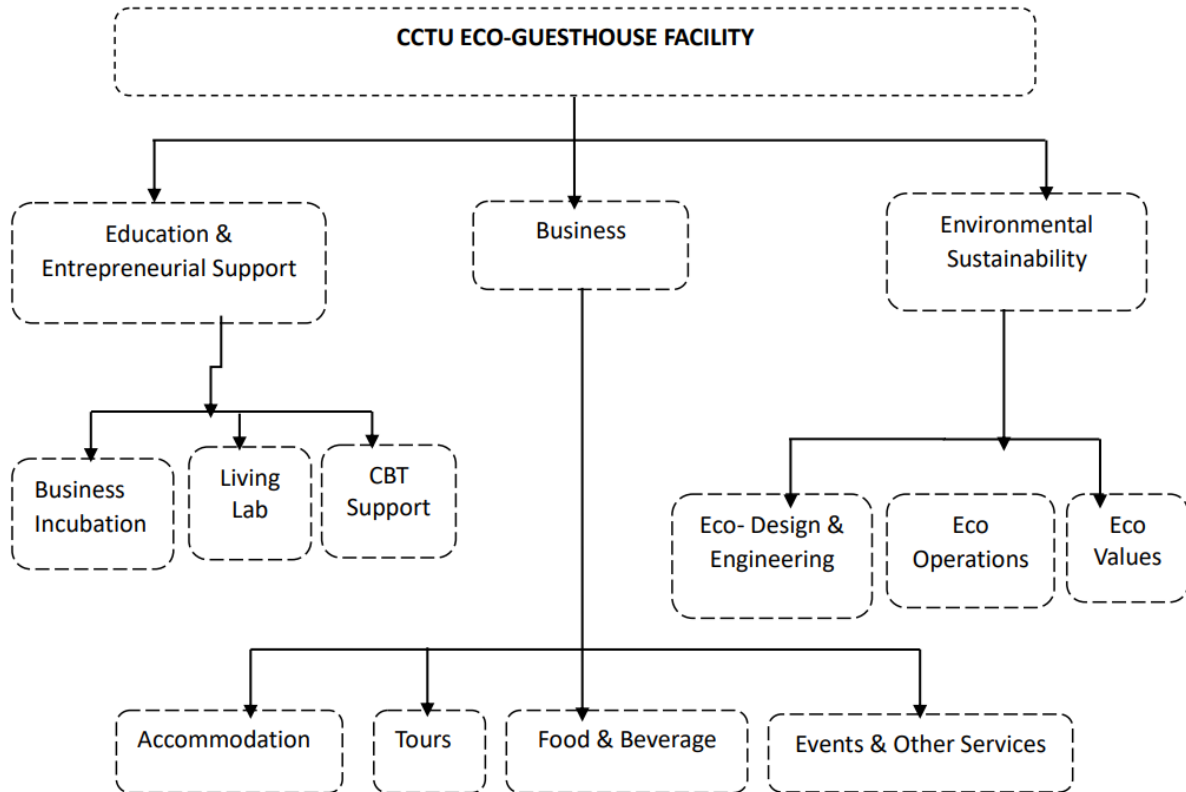 CCTU ECO-GUESTHOUSE FACILITY
Education &
Entrepreneurial Support
Business
Environmental
Sustainability
Business
Incubation
Living
Lab
CBT
Support
Eco- Design &
Engineering
Eco
Operations
Eco
Values
Accommodation
Tours
Food & Beverage
Events & Other Services